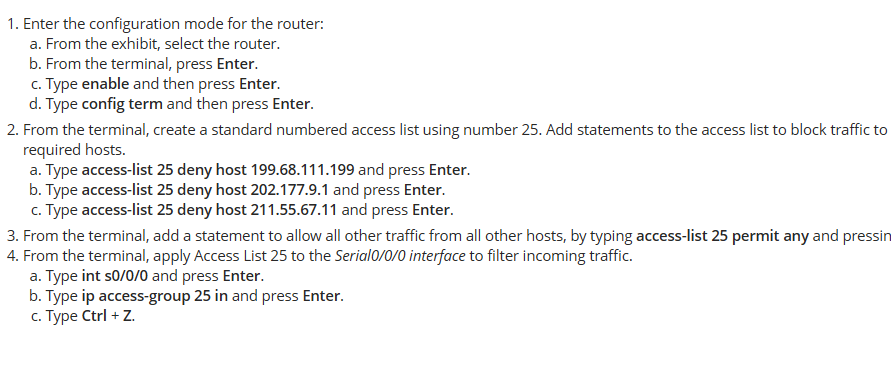 1. Enter the configuration mode for the router:
a. From the exhibit, select the router.
b. From the terminal, press Enter.
c. Type enable and then press Enter.
d. Type config term and then press Enter.
2. From the terminal, create a standard numbered access list using number 25. Add statements to the access list to block traffic to
required hosts.
a. Type access-list 25 deny host 199.68.111.199 and press Enter.
b. Type access-list 25 deny host 202.177.9.1 and press Enter.
c. Type access-list 25 deny host 211.55.67.11 and press Enter.
3. From the terminal, add a statement to allow all other traffic from all other hosts, by typing access-list 25 permit any and pressin
4. From the terminal, apply Access List 25 to the Serial0/0/0 interface to filter incoming traffic.
a. Type int s0/0/0 and press Enter.
b. Type ip access-group 25 in and press Enter.
c. Type Ctrl + Z.